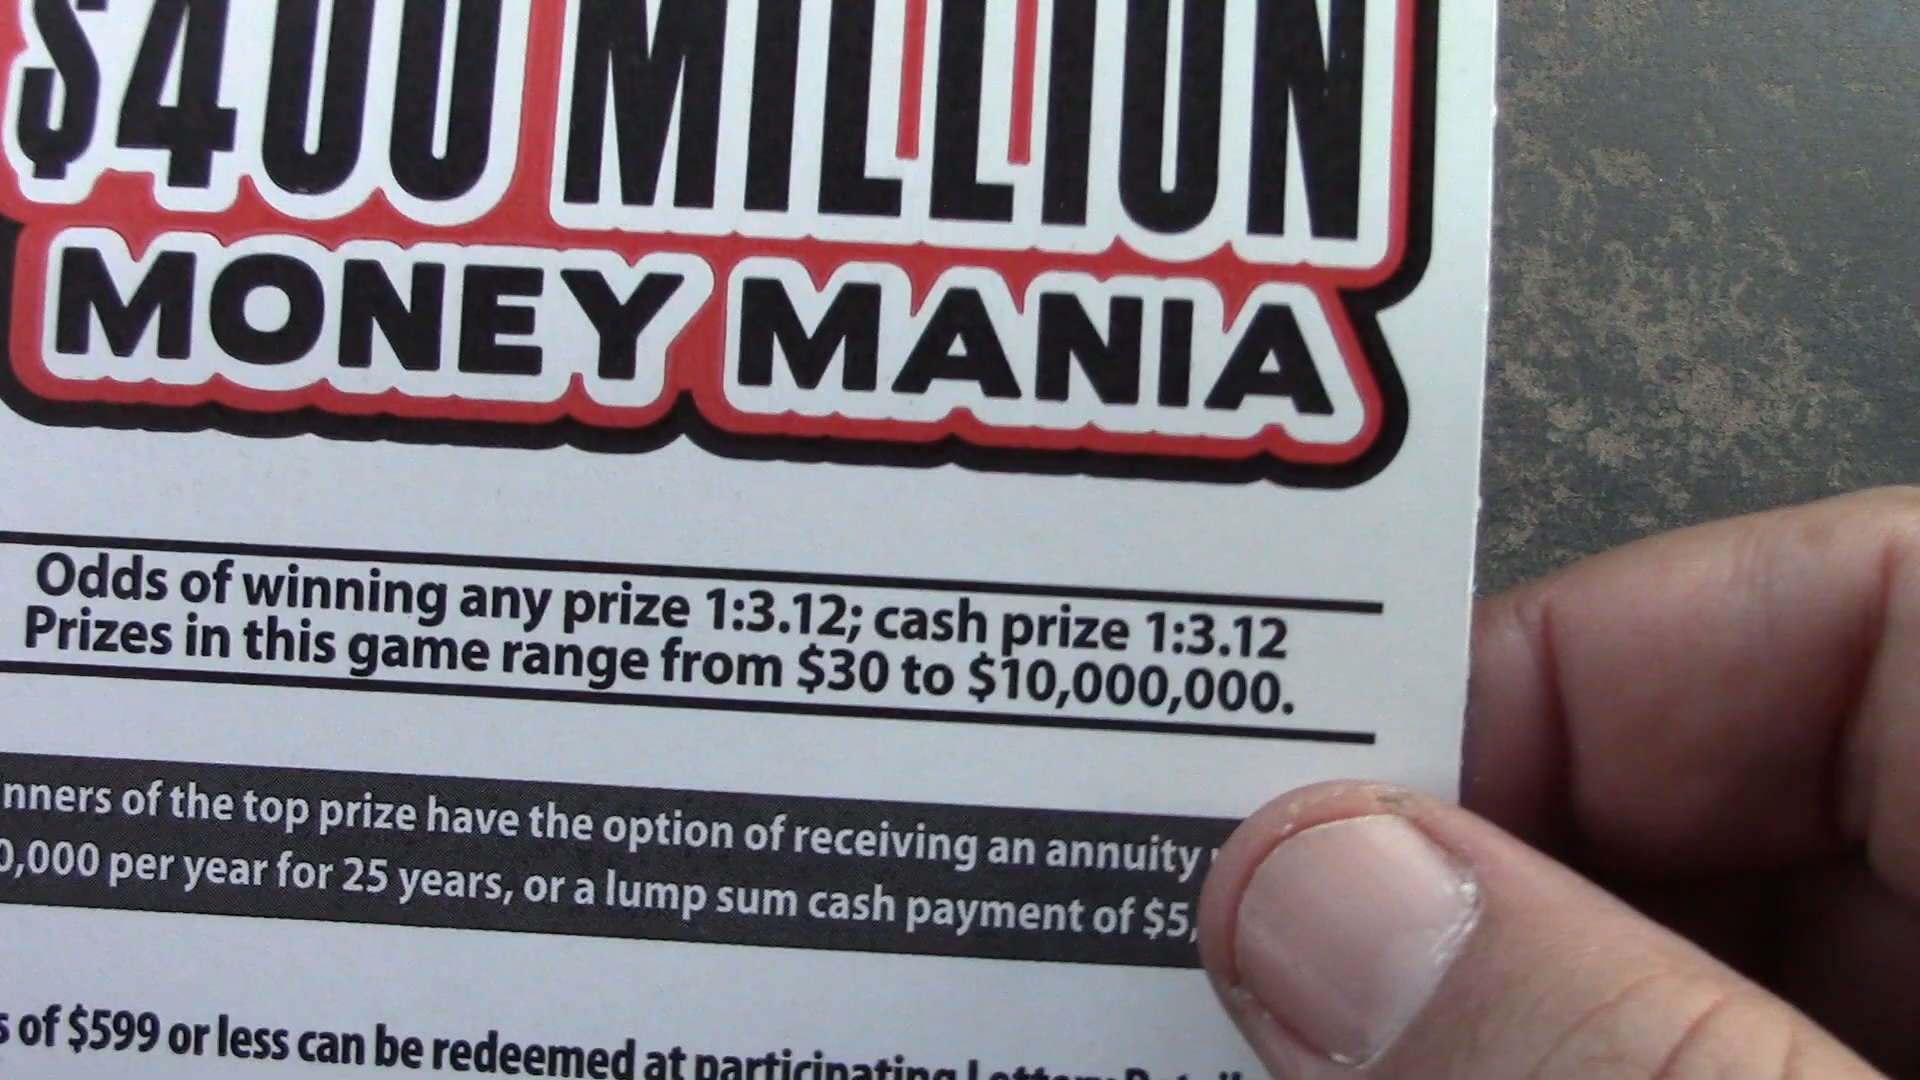 $400 MILLION
MONEY MANIA
Odds of winning any prize 1:3.12; cash prize 1:3.12
Prizes in this game range from $30 to $10,000,000.
nners of the top prize have the option of receiving an annuity
0,000 per year for 25 years, or a lump sum cash payment of $5,
s of $599 or less can be redeemed at participating Lottery